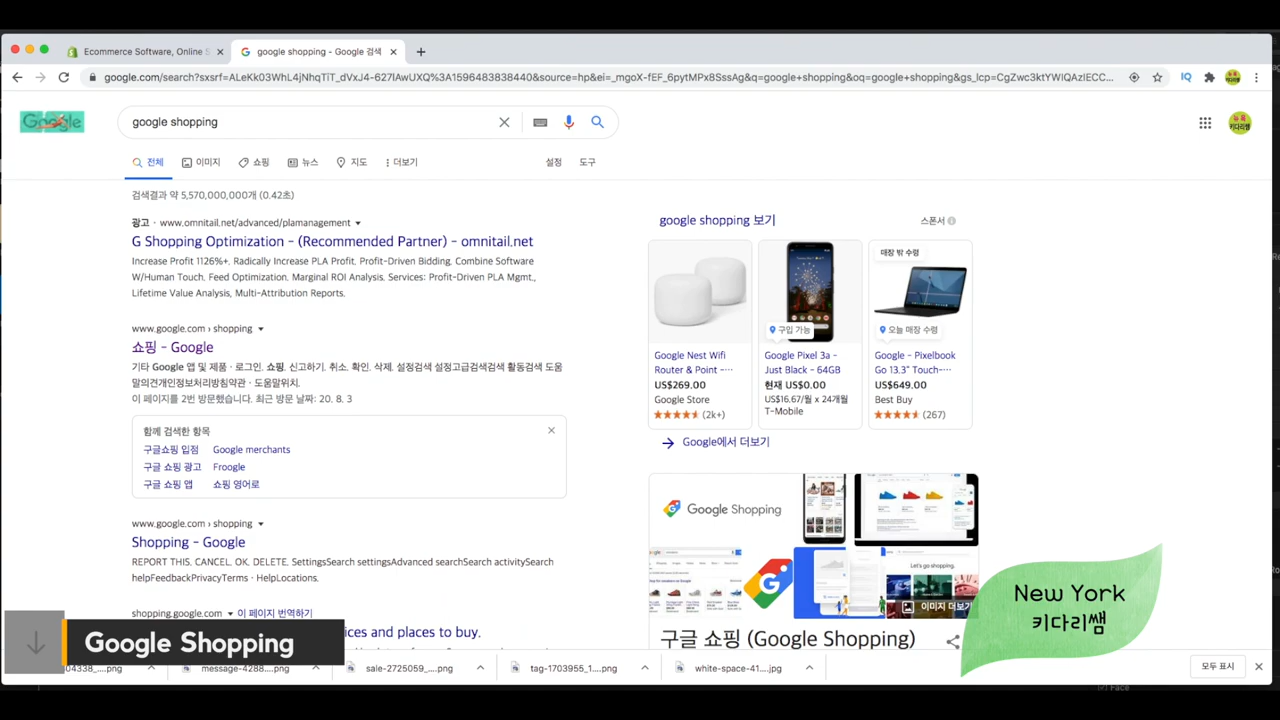 Ecommerce Software, Online S
google shopping - Google 검색
google.com/search?sxsrf=ALeKk03WhL4jNhqTiT_dVxJ4-627IAwUXQ%3A1596483838440&source=hp&ei=_mgoX-fEF_6pytMPx8SssAg&q=google+shopping&oq=google+shopping&gs_lcp=CgZwc3ktYWIQAzIECC...
Google
google shopping
전체 이미지 쇼핑 뉴스 지도 더보기 설정 도구
검색결과 약 5,570,000,000개 (0.42초)
광고 · www.omnitail.net/advanced/plamanagement
G Shopping Optimization - (Recommended Partner) - omnitail.net
Increase Profit 1126%+. Radically Increase PLA Profit. Profit-Driven Bidding. Combine Software
W/Human Touch. Feed Optimization. Marginal ROI Analysis. Services: Profit-Driven PLA Mgmt.,
Lifetime Value Analysis, Multi-Attribution Reports.
www.google.com › shopping
쇼핑 - Google
기타 Google 앱 및 제품 · 로그인. 쇼핑. 신고하기. 취소. 확인. 삭제. 설정검색 설정고급검색검색 활동검색 도움
말의견개인정보처리방침약관 · 도움말위치.
이 페이지를 2번 방문했습니다. 최근 방문 날짜: 20. 8. 3
함께 검색한 항목
구글쇼핑 입점 Google merchants
구글 쇼핑 광고 Froogle
구글 쇼핑 앱 쇼핑 영어로
www.google.com › shopping
Shopping - Google
REPORT THIS. CANCEL. OK. DELETE. SettingsSearch settingsAdvanced searchSearch activitySearch
helpFeedbackPrivacyTerms · HelpLocations.
shopping.google.com 이 페이지 번역하기
ices and places to buy.
google shopping 보기 스폰서
매장 밖 수령
구입 가능
오늘 매장 수령
Google Nest Wifi
Router & Point -...
US$269.00
Google Store
(2k+)
Google Pixel 3a -
Just Black - 64GB
현재 US$0.00
US$16.67/월 x 24개월
T-Mobile
Google - Pixelbook
Go 13.3" Touch-...
US$649.00
Best Buy
(267)
Google에서 더보기
Google Shopping
Let's go shopping.
이미지 더보기
구글 쇼핑 (Google Shopping)
New York
키다리쌤
Google Shopping
04338_....png
message-4288....png
sale-2725059_....png
tag-1703955_1....png
white-space-41....jpg
모두 표시